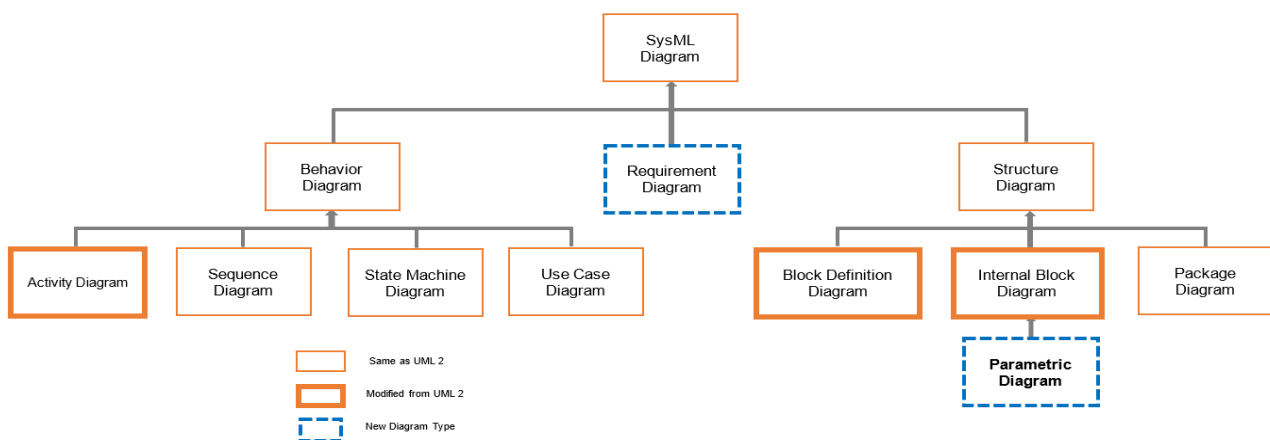 SysML
Diagram
Behavior
Diagram
Requirement
Diagram
Structure
Diagram
Activity Diagram
Sequence
Diagram
State Machine
Diagram
Use Case
Diagram
Block Definition
Diagram
Internal Block
Diagram
Package
Diagram
Parametric
Diagram
Same as UML 2
Modified from UML 2
New Diagram Type